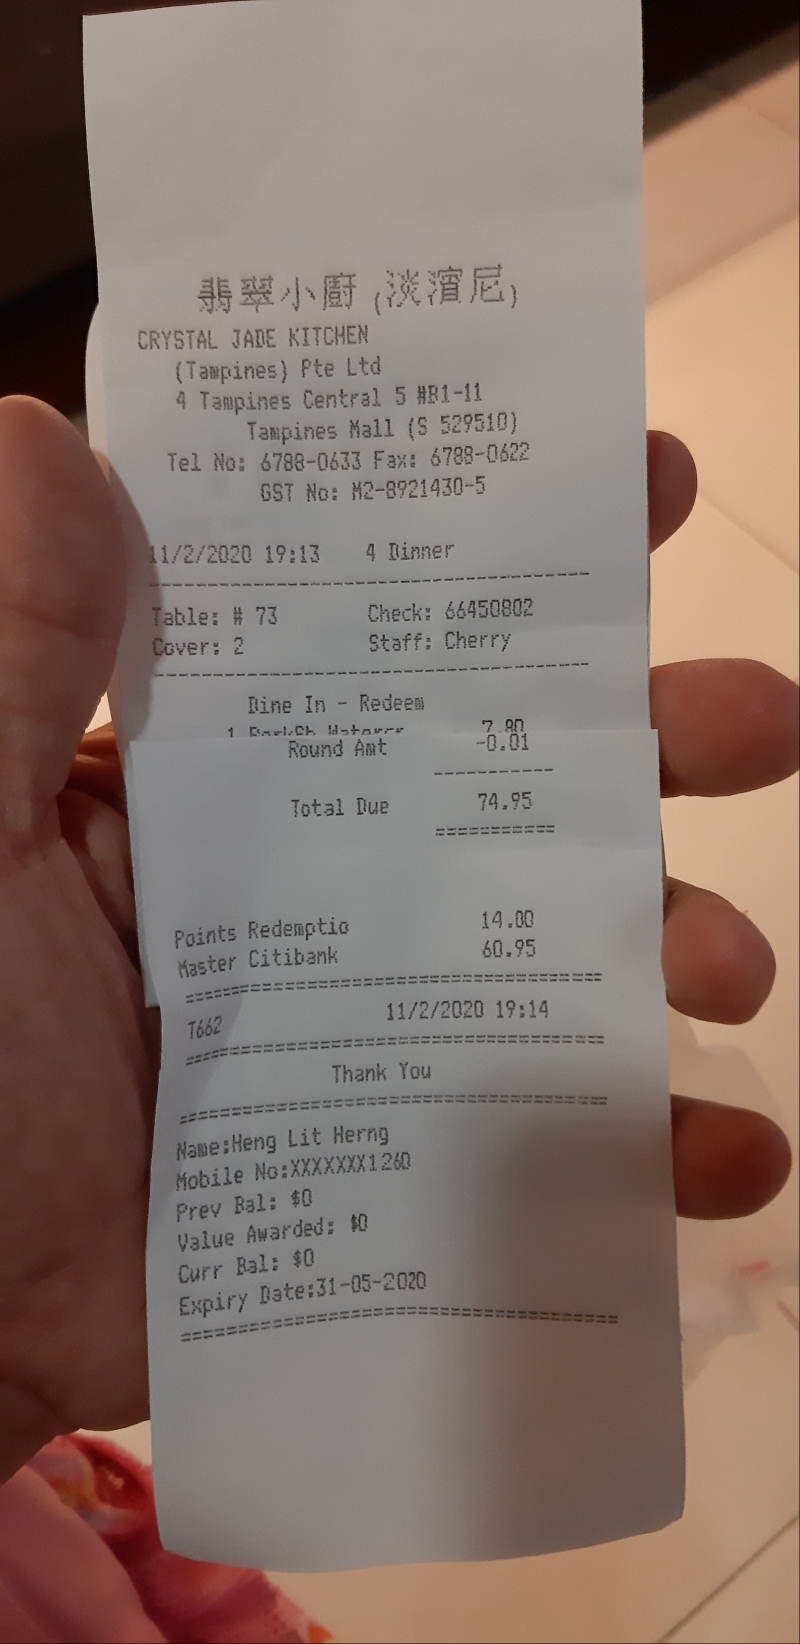 翡翠小廚 (淡濱尼)
CRYSTAL JADE KITCHEN
(Tampines) Pte Ltd
4 Tampines Central 5 #B1-11
Tampines Mall (S 529510)
Tel No: 6788-0633 Fax: 6788-0622
GST No: M2-8921430-5
11/2/2020 19:13 4 Dinner
Table: # 73 Check: 66450802
Cover: 2 Staff: Cherry
Dine In - Redeem
1 7.80
Round Amt -0.01
Total Due 74.95
Points Redemptio 14.00
Master Citibank 60.95
T662 11/2/2020 19:14
Thank You
Name:Heng Lit Herng
Mobile No:XXXXXXX1260
Prev Bal: $0
Value Awarded: $0
Curr Bal: $0
Expiry Date:31-05-2020